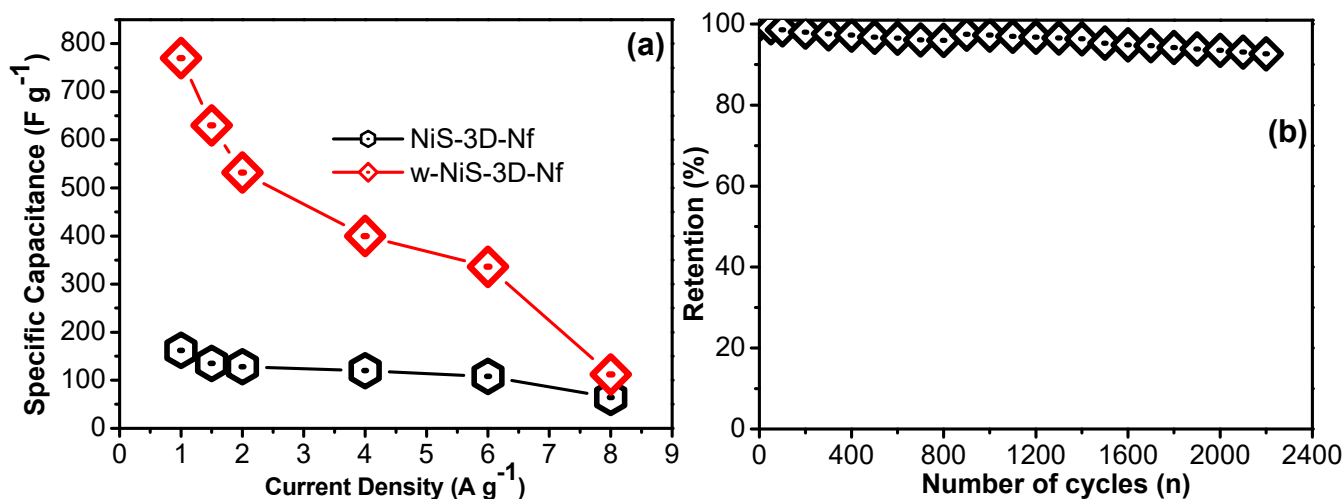 (a)
Specific Capacitance (F g⁻¹)
800
700
600
500
400
300
200
100
0
NiS-3D-Nf
w-NiS-3D-Nf
0 1 2 3 4 5 6 7 8 9
Current Density (A g⁻¹)
(b)
Retention (%)
100
80
60
40
20
0
0 400 800 1200 1600 2000 2400
Number of cycles (n)